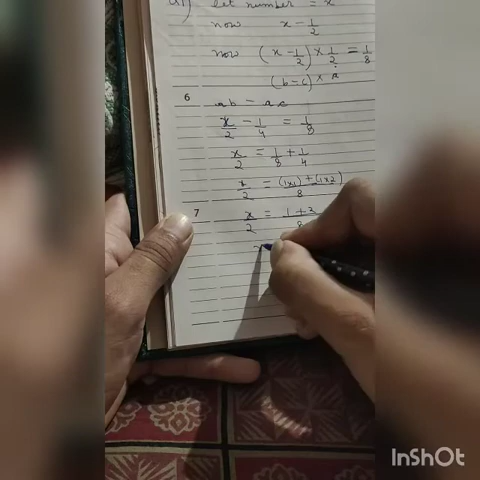 let number = x
now x - 1/2
now (x - 1/2) × 1/2 = 1/8
(b-c) × a
6
ab - ac
x/2 - 1/4 = 1/8
x/2 = 1/8 + 1/4
x/2 = (1×1) + (1×2)/8
7
x/2 = 1+2/8
InShOt